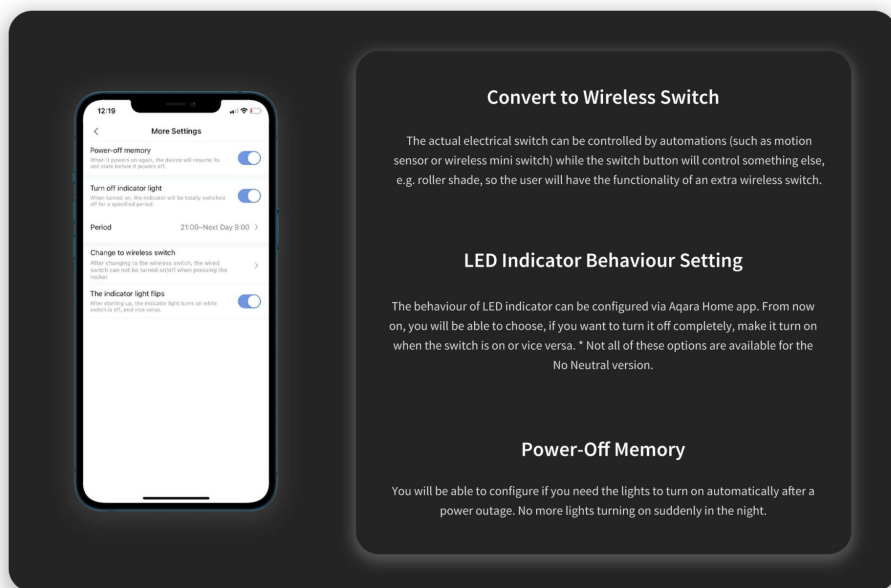 12:19
More Settings
Power-off memory
When it powers on again, the device will resume its
last state before it powers off.
Turn off indicator light
When turned on, the indicator will be totally switched
off for a specified period.
Period 21:00~Next Day 9:00
Change to wireless switch
After changing to the wireless switch, the wired
switch can not be turned on/off when pressing the
rocker
The indicator light flips
After starting up, the indicator light turns on while
switch is off, and vice versa.
Convert to Wireless Switch
The actual electrical switch can be controlled by automations (such as motion
sensor or wireless mini switch) while the switch button will control something else,
e.g. roller shade, so the user will have the functionality of an extra wireless switch.
LED Indicator Behaviour Setting
The behaviour of LED indicator can be configured via Aqara Home app. From now
on, you will be able to choose, if you want to turn it off completely, make it turn on
when the switch is on or vice versa. * Not all of these options are available for the
No Neutral version.
Power-Off Memory
You will be able to configure if you need the lights to turn on automatically after a
power outage. No more lights turning on suddenly in the night.